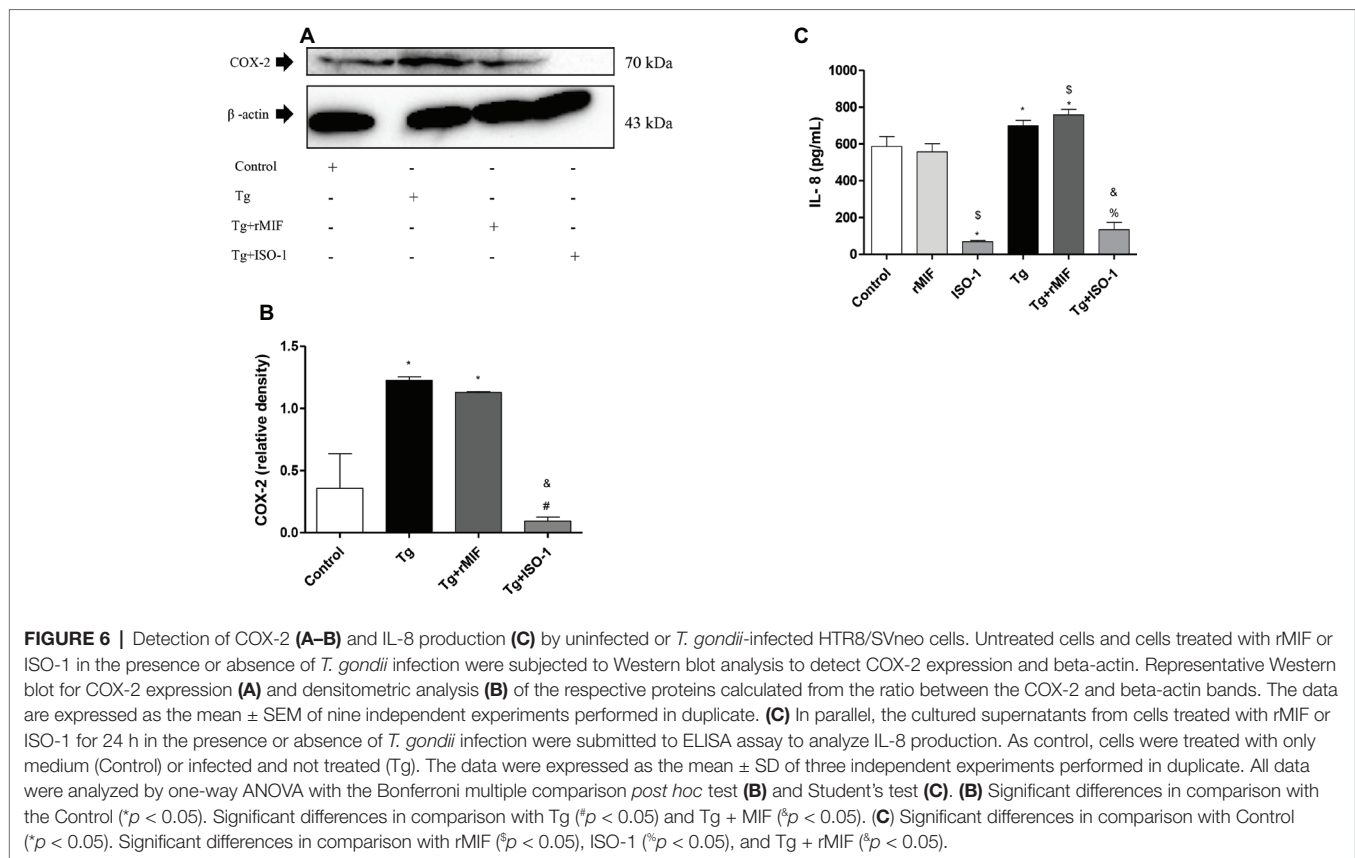 A
COX-2
70 kDa
β -actin
43 kDa
Control + - - -
Tg - + - -
Tg+rMIF - - + -
Tg+ISO-1 - - - +
B
COX-2 (relative density)
1.5
1.0
0.5
0.0
* * & #
Control Tg Tg+rMIF Tg+ISO-1
C
IL- 8 (pg/mL)
1000
800
600
400
200
0
$ * * $ * & %
Control rMIF ISO-1 Tg Tg+rMIF Tg+ISO-1
FIGURE 6 | Detection of COX-2 (A–B) and IL-8 production (C) by uninfected or T. gondii-infected HTR8/SVneo cells. Untreated cells and cells treated with rMIF or
ISO-1 in the presence or absence of T. gondii infection were subjected to Western blot analysis to detect COX-2 expression and beta-actin. Representative Western
blot for COX-2 expression (A) and densitometric analysis (B) of the respective proteins calculated from the ratio between the COX-2 and beta-actin bands. The data
are expressed as the mean ± SEM of nine independent experiments performed in duplicate. (C) In parallel, the cultured supernatants from cells treated with rMIF or
ISO-1 for 24 h in the presence or absence of T. gondii infection were submitted to ELISA assay to analyze IL-8 production. As control, cells were treated with only
medium (Control) or infected and not treated (Tg). The data were expressed as the mean ± SD of three independent experiments performed in duplicate. All data
were analyzed by one-way ANOVA with the Bonferroni multiple comparison post hoc test (B) and Student's test (C). (B) Significant differences in comparison with
the Control (*p < 0.05). Significant differences in comparison with Tg (#p < 0.05) and Tg + MIF (&p < 0.05). (C) Significant differences in comparison with Control
(*p < 0.05). Significant differences in comparison with rMIF ($p < 0.05), ISO-1 (%p < 0.05), and Tg + rMIF (&p < 0.05).